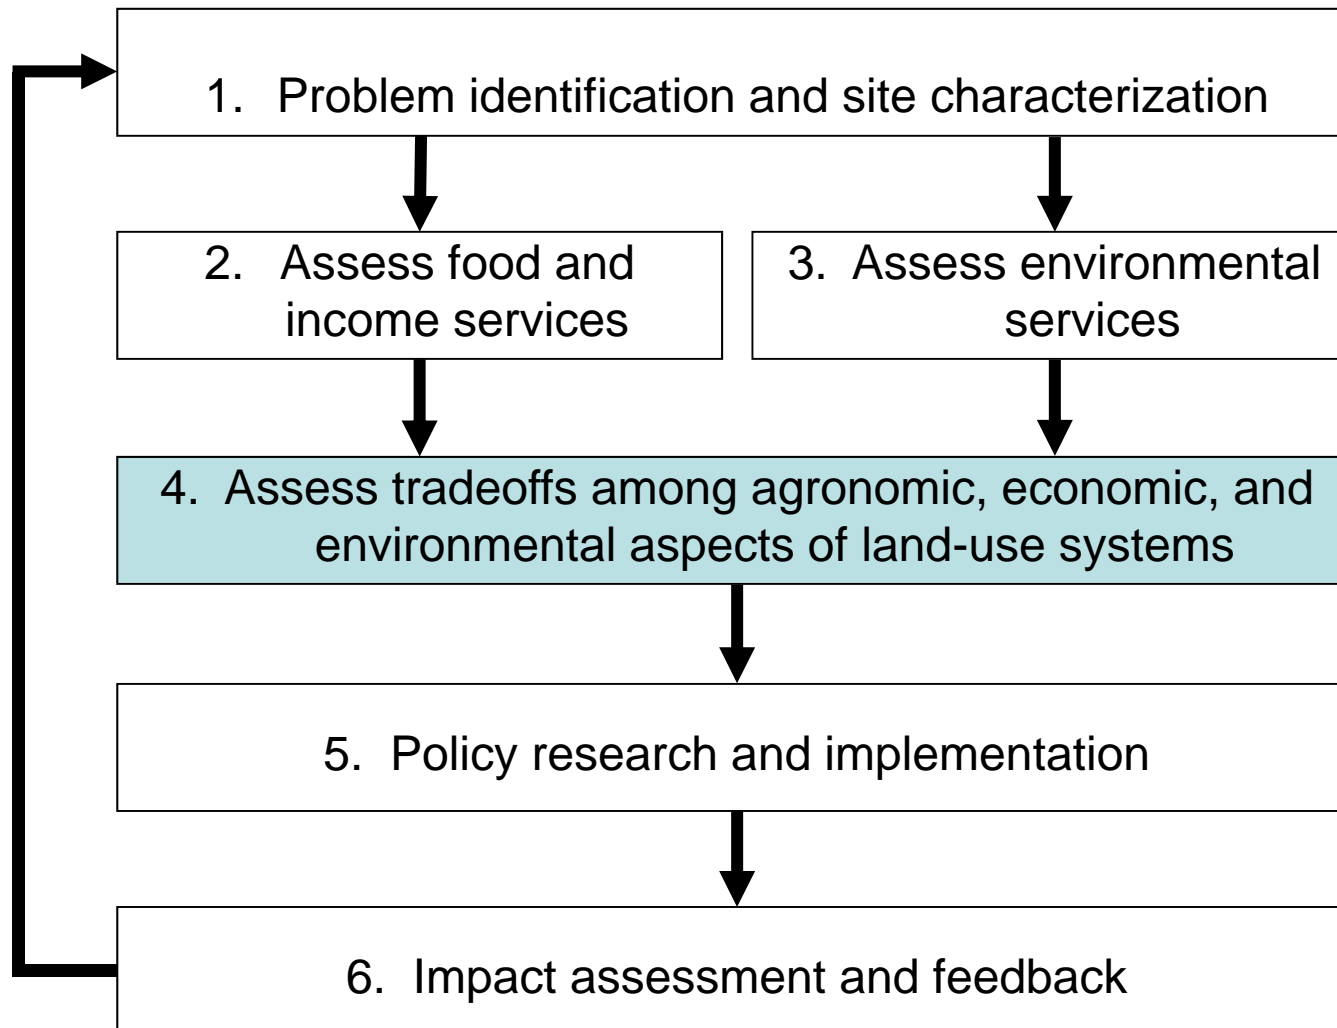 1. Problem identification and site characterization
2. Assess food and
income services
3. Assess environmental
services
4. Assess tradeoffs among agronomic, economic, and
environmental aspects of land-use systems
5. Policy research and implementation
6. Impact assessment and feedback